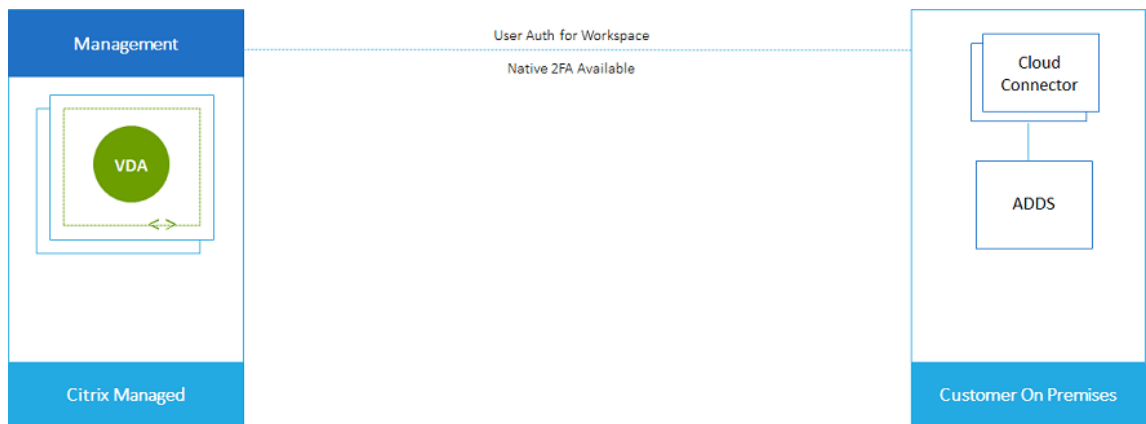 Management
User Auth for Workspace
Native 2FA Available
Cloud
Connector
VDA
ADDS
Citrix Managed
Customer On Premises